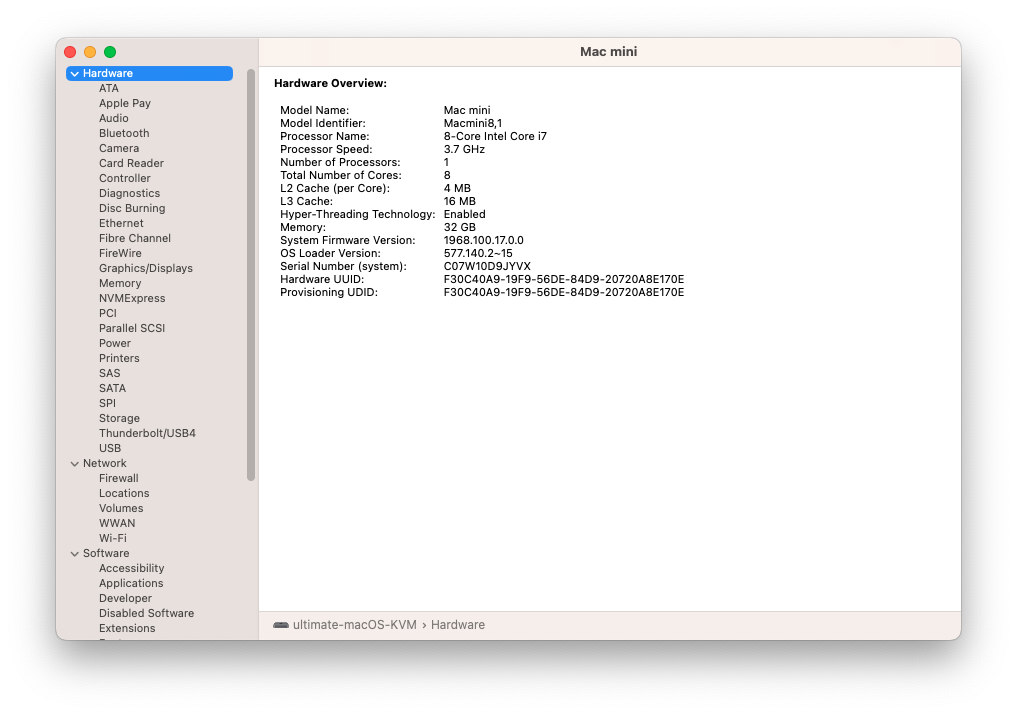 Mac mini
Hardware
ATA
Apple Pay
Audio
Bluetooth
Camera
Card Reader
Controller
Diagnostics
Disc Burning
Ethernet
Fibre Channel
FireWire
Graphics/Displays
Memory
NVMExpress
PCI
Parallel SCSI
Power
Printers
SAS
SATA
SPI
Storage
Thunderbolt/USB4
USB
Network
Firewall
Locations
Volumes
WWAN
Wi-Fi
Software
Accessibility
Applications
Developer
Disabled Software
Extensions
Hardware Overview:
Model Name: Mac mini
Model Identifier: Macmini8,1
Processor Name: 8-Core Intel Core i7
Processor Speed: 3.7 GHz
Number of Processors: 1
Total Number of Cores: 8
L2 Cache (per Core): 4 MB
L3 Cache: 16 MB
Hyper-Threading Technology: Enabled
Memory: 32 GB
System Firmware Version: 1968.100.17.0.0
OS Loader Version: 577.140.2~15
Serial Number (system): C07W10D9JYVX
Hardware UUID: F30C40A9-19F9-56DE-84D9-20720A8E170E
Provisioning UDID: F30C40A9-19F9-56DE-84D9-20720A8E170E
ultimate-macOS-KVM › Hardware